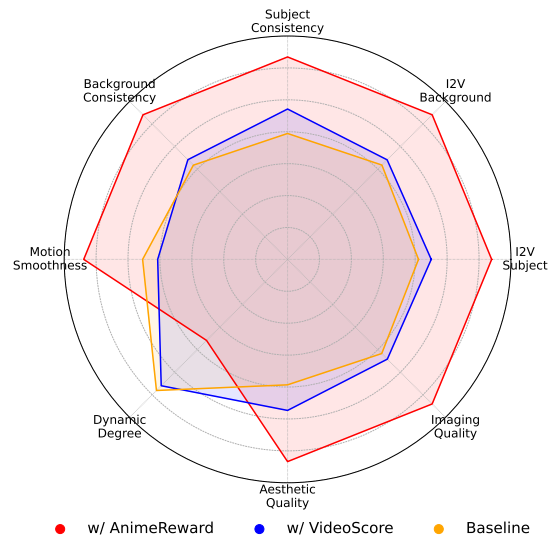 Subject
Consistency
Background
Consistency
I2V
Background
Motion
Smoothness
I2V
Subject
Dynamic
Degree
Imaging
Quality
Aesthetic
Quality
w/ AnimeReward
w/ VideoScore
Baseline